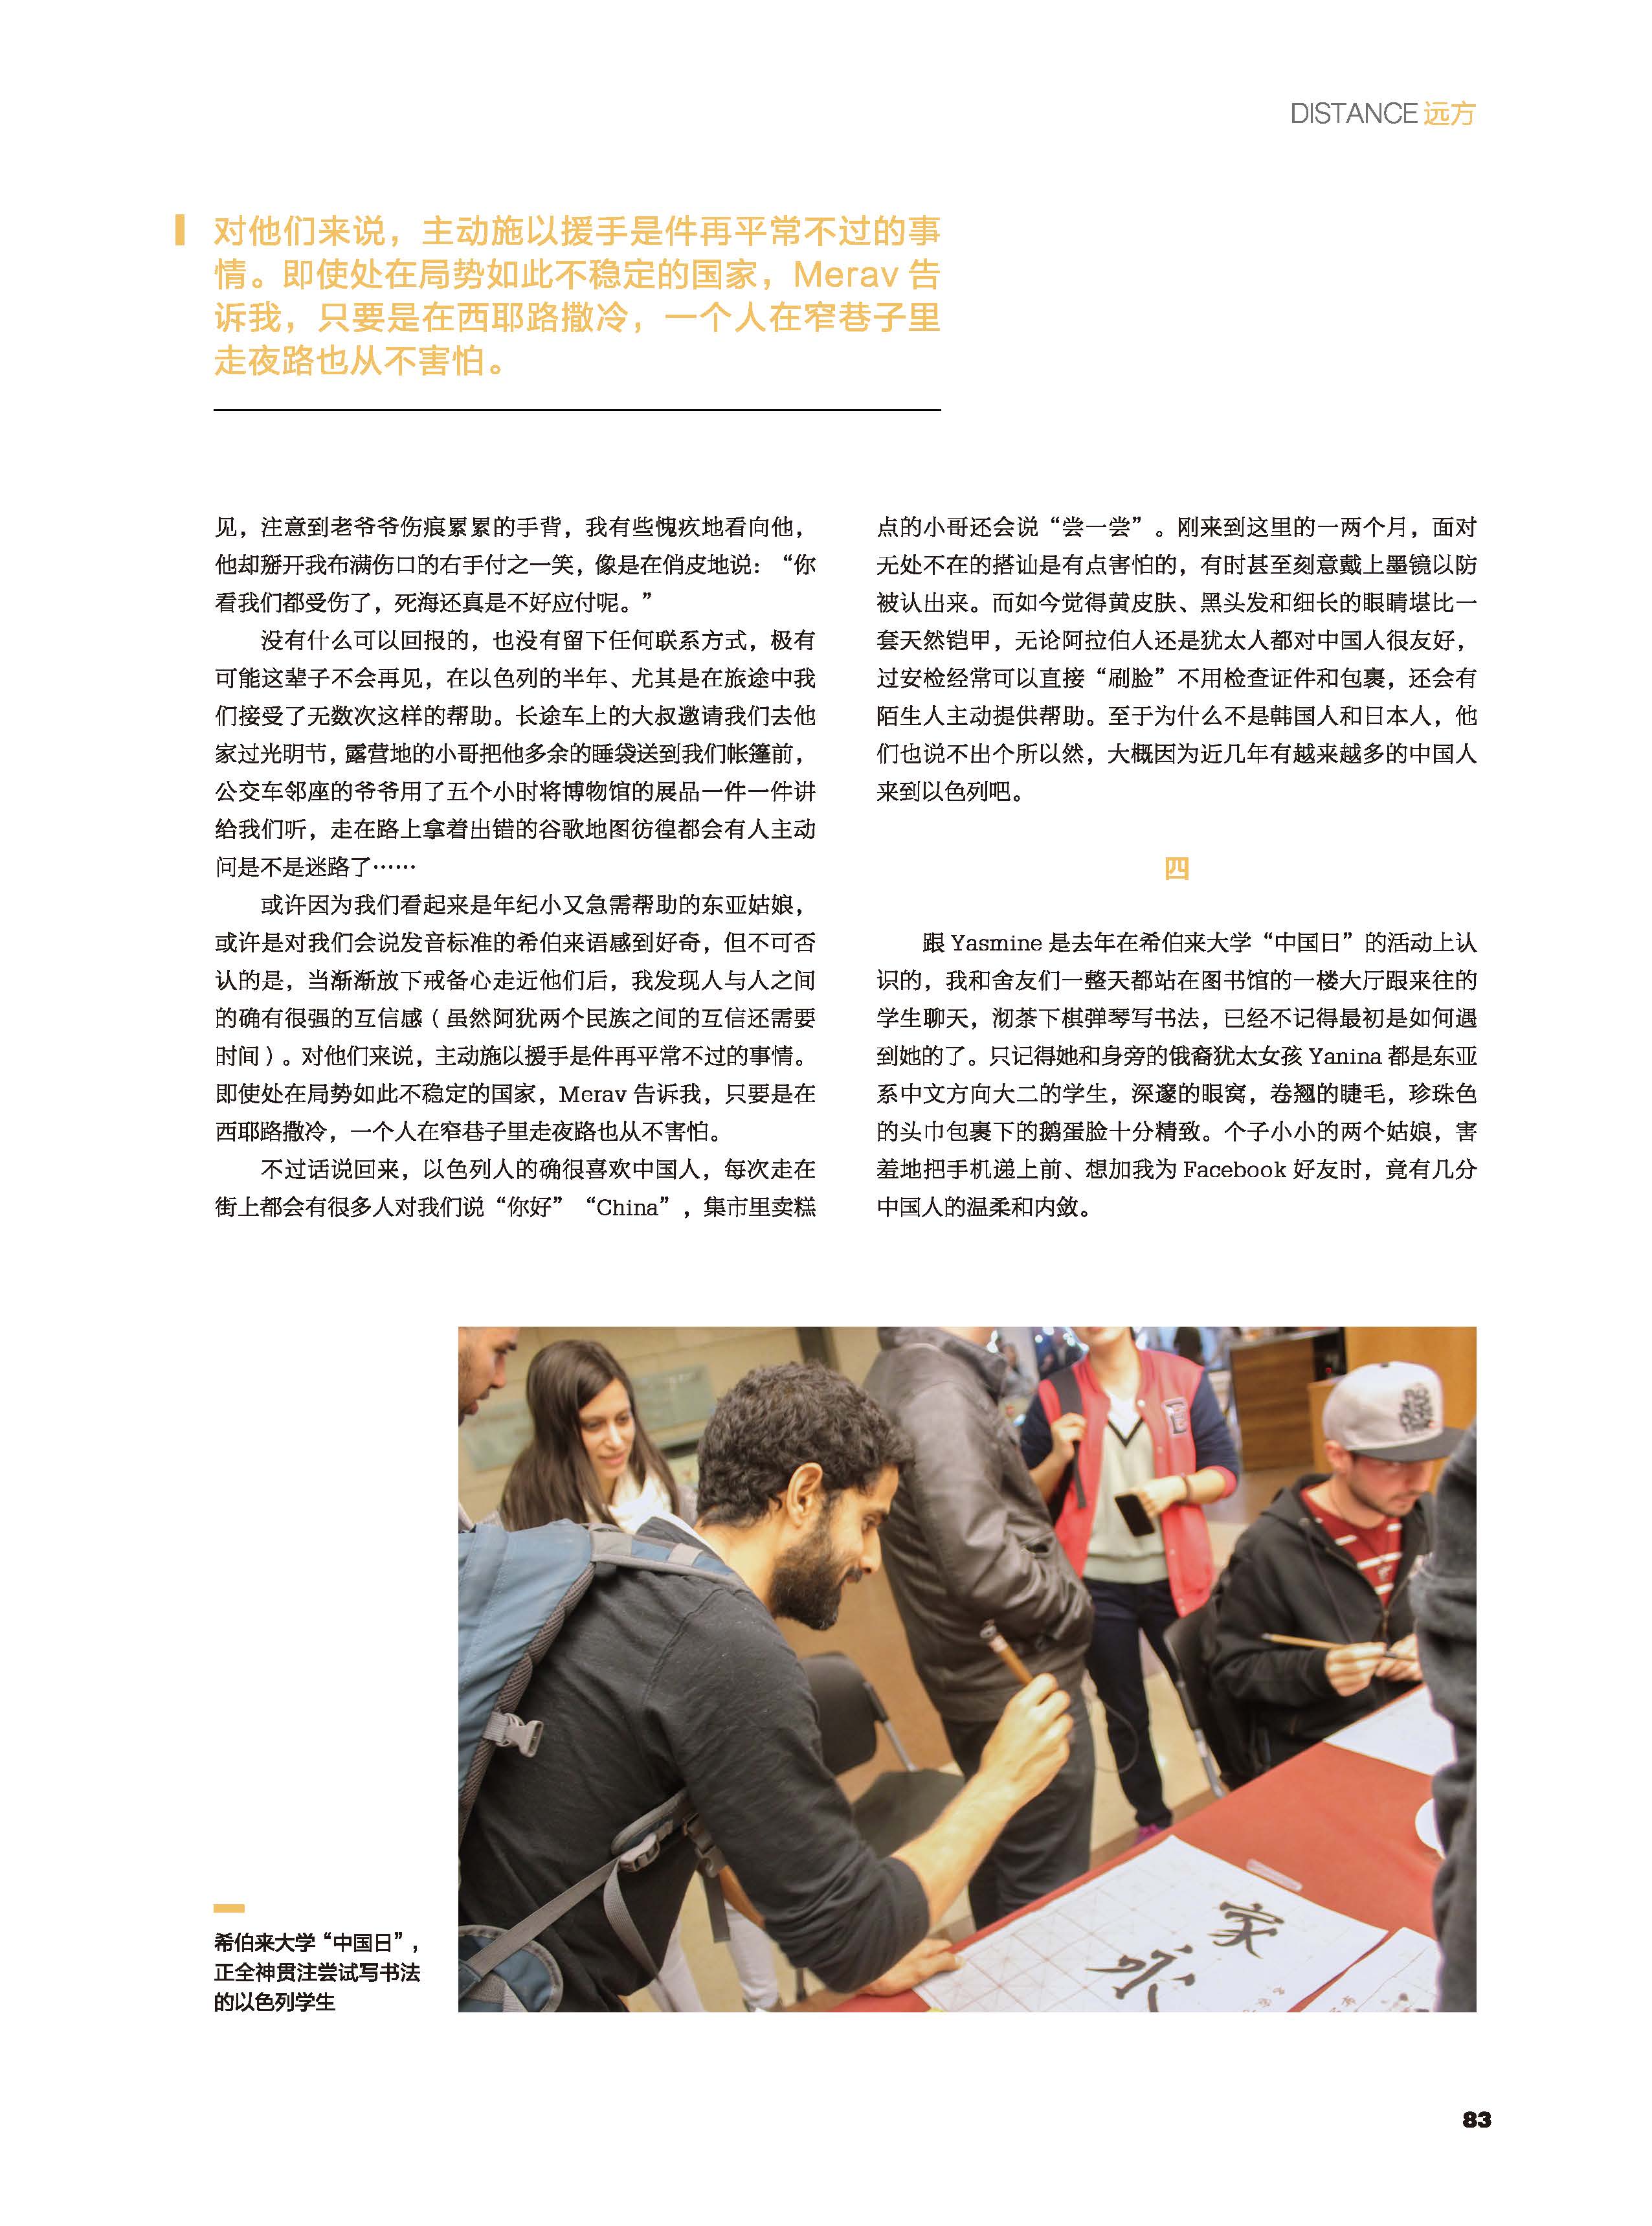 DISTANCE 远方
对他们来说，主动施以援手是件再平常不过的事
情。即使处在局势如此不稳定的国家，Merav 告
诉我，只要是在西耶路撒冷，一个人在窄巷子里
走夜路也从不害怕。
见，注意到老爷爷伤痕累累的手背，我有些愧疚地看向他，
他却掰开我布满伤口的右手付之一笑，像是在俏皮地说：“你
看我们都受伤了，死海还真是不好应付呢。”
没有什么可以回报的，也没有留下任何联系方式，极有
可能这辈子不会再见，在以色列的半年、尤其是在旅途中我
们接受了无数次这样的帮助。长途车上的大叔邀请我们去他
家过光明节，露营地的小哥把他多余的睡袋送到我们帐篷前，
公交车邻座的爷爷用了五个小时将博物馆的展品一件一件讲
给我们听，走在路上拿着出错的谷歌地图彷徨都会有人主动
问是不是迷路了……
或许因为我们看起来是年纪小又急需帮助的东亚姑娘，
或许是对我们会说发音标准的希伯来语感到好奇，但不可否
认的是，当渐渐放下戒备心走近他们后，我发现人与人之间
的确有很强的互信感（虽然阿犹两个民族之间的互信还需要
时间）。对他们来说，主动施以援手是件再平常不过的事情。
即使处在局势如此不稳定的国家，Merav 告诉我，只要是在
西耶路撒冷，一个人在窄巷子里走夜路也从不害怕。
不过话说回来，以色列人的确很喜欢中国人，每次走在
街上都会有很多人对我们说“你好”“China”，集市里卖糕
点的小哥还会说“尝一尝”。刚来到这里的一两个月，面对
无处不在的搭讪是有点害怕的，有时甚至刻意戴上墨镜以防
被认出来。而如今觉得黄皮肤、黑头发和细长的眼睛堪比一
套天然铠甲，无论阿拉伯人还是犹太人都对中国人很友好，
过安检经常可以直接“刷脸”不用检查证件和包裹，还会有
陌生人主动提供帮助。至于为什么不是韩国人和日本人，他
们也说不出个所以然，大概因为近几年有越来越多的中国人
来到以色列吧。
四
跟 Yasmine 是去年在希伯来大学“中国日”的活动上认
识的，我和舍友们一整天都站在图书馆的一楼大厅跟来往的
学生聊天，沏茶下棋弹琴写书法，已经不记得最初是如何遇
到她的了。只记得她和身旁的俄裔犹太女孩 Yanina 都是东亚
系中文方向大二的学生，深邃的眼窝，卷翘的睫毛，珍珠色
的头巾包裹下的鹅蛋脸十分精致。个子小小的两个姑娘，害
羞地把手机递上前、想加我为 Facebook 好友时，竟有几分
中国人的温柔和内敛。
家
希伯来大学“中国日”，
正全神贯注尝试写书法
的以色列学生
83